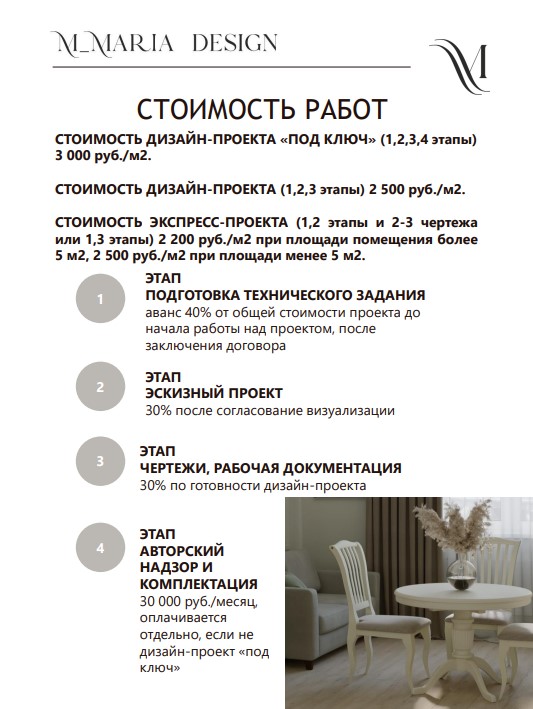 M_MARIA DESIGN
M
СТОИМОСТЬ РАБОТ
СТОИМОСТЬ ДИЗАЙН-ПРОЕКТА «ПОД КЛЮЧ» (1,2,3,4 этапы)
3 000 руб./м2.
СТОИМОСТЬ ДИЗАЙН-ПРОЕКТА (1,2,3 этапы) 2 500 руб./м2.
СТОИМОСТЬ ЭКСПРЕСС-ПРОЕКТА (1,2 этапы и 2-3 чертежа
или 1,3 этапы) 2 200 руб./м2 при площади помещения более
5 м2, 2 500 руб./м2 при площади менее 5 м2.
1
ЭТАП
ПОДГОТОВКА ТЕХНИЧЕСКОГО ЗАДАНИЯ
аванс 40% от общей стоимости проекта до
начала работы над проектом, после
заключения договора
2
ЭТАП
ЭСКИЗНЫЙ ПРОЕКТ
30% после согласование визуализации
3
ЭТАП
ЧЕРТЕЖИ, РАБОЧАЯ ДОКУМЕНТАЦИЯ
30% по готовности дизайн-проекта
4
ЭТАП
АВТОРСКИЙ
НАДЗОР И
КОМПЛЕКТАЦИЯ
30 000 руб./месяц,
оплачивается
отдельно, если не
дизайн-проект «под
ключ»